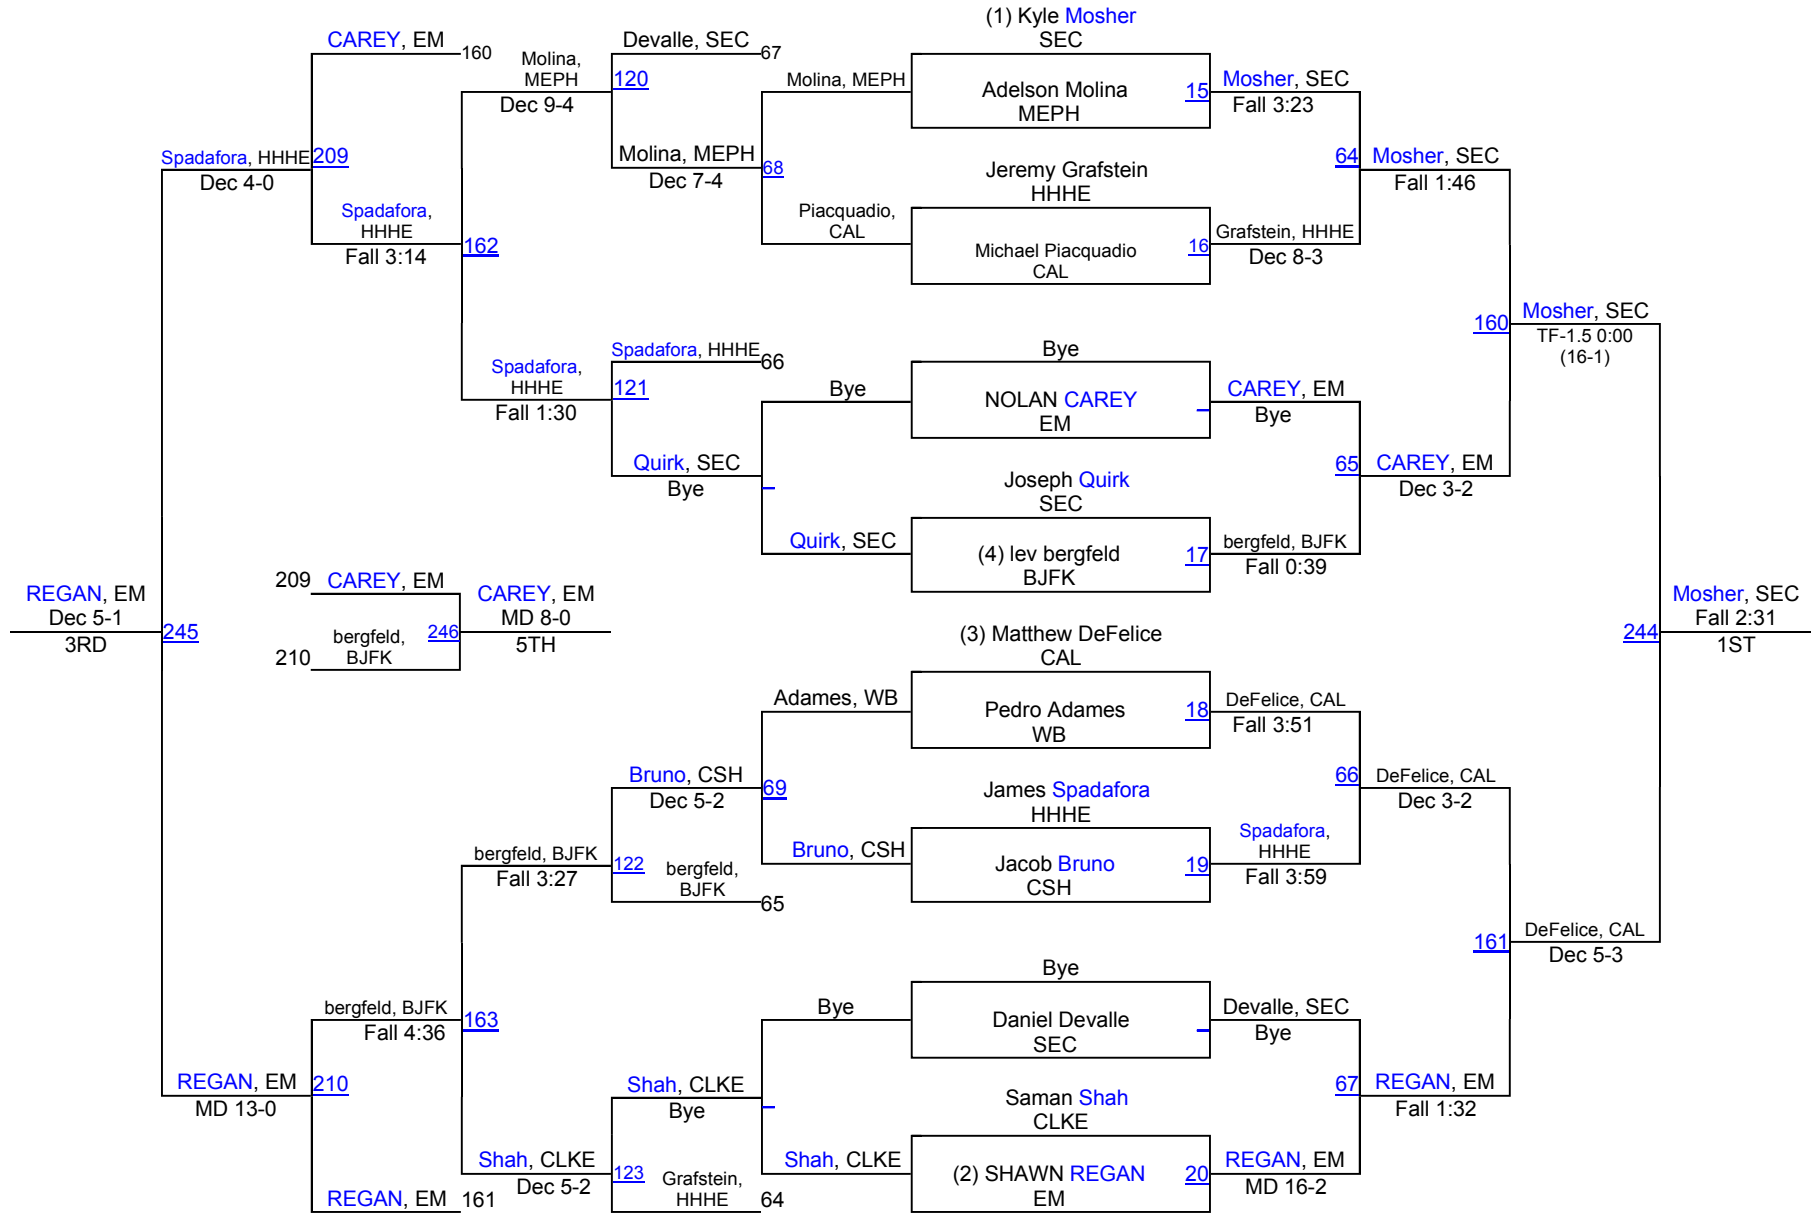 (1) Kyle Mosher
SEC
Adelson Molina
MEPH
15
Jeremy Grafstein
HHHE
Michael Piacquadio
CAL
16
Bye
NOLAN CAREY
EM
Joseph Quirk
SEC
(4) lev bergfeld
BJFK
17
(3) Matthew DeFelice
CAL
Pedro Adames
WB
18
James Spadafora
HHHE
Jacob Bruno
CSH
19
Bye
Daniel Devalle
SEC
Saman Shah
CLKE
(2) SHAWN REGAN
EM
20
Mosher, SEC
Fall 3:23
64
Grafstein, HHHE
Dec 8-3
CAREY, EM
Bye
65
bergfeld, BJFK
Fall 0:39
DeFelice, CAL
Fall 3:51
66
Spadafora,
HHHE
Fall 3:59
Devalle, SEC
Bye
67
REGAN, EM
MD 16-2
Mosher, SEC
Fall 1:46
160
CAREY, EM
Dec 3-2
DeFelice, CAL
Dec 3-2
161
REGAN, EM
Fall 1:32
Mosher, SEC
TF-1.5 0:00
(16-1)
244
DeFelice, CAL
Dec 5-3
Mosher, SEC
Fall 2:31
1ST
Molina, MEPH
68
Piacquadio,
CAL
Bye
Quirk, SEC
Adames, WB
69
Bruno, CSH
Bye
Shah, CLKE
Devalle, SEC
67
120
Molina, MEPH
Dec 7-4
Spadafora, HHHE
66
121
Quirk, SEC
Bye
Bruno, CSH
Dec 5-2
122
bergfeld,
BJFK
65
Shah, CLKE
Bye
123
Grafstein,
HHHE
64
Molina,
MEPH
Dec 9-4
162
Spadafora,
HHHE
Fall 1:30
bergfeld, BJFK
Fall 3:27
163
Shah, CLKE
Dec 5-2
CAREY, EM
160
209
Spadafora,
HHHE
Fall 3:14
bergfeld, BJFK
Fall 4:36
210
REGAN, EM
161
Spadafora, HHHE
Dec 4-0
245
REGAN, EM
MD 13-0
REGAN, EM
Dec 5-1
3RD
209
CAREY, EM
246
210
bergfeld,
BJFK
CAREY, EM
MD 8-0
5TH